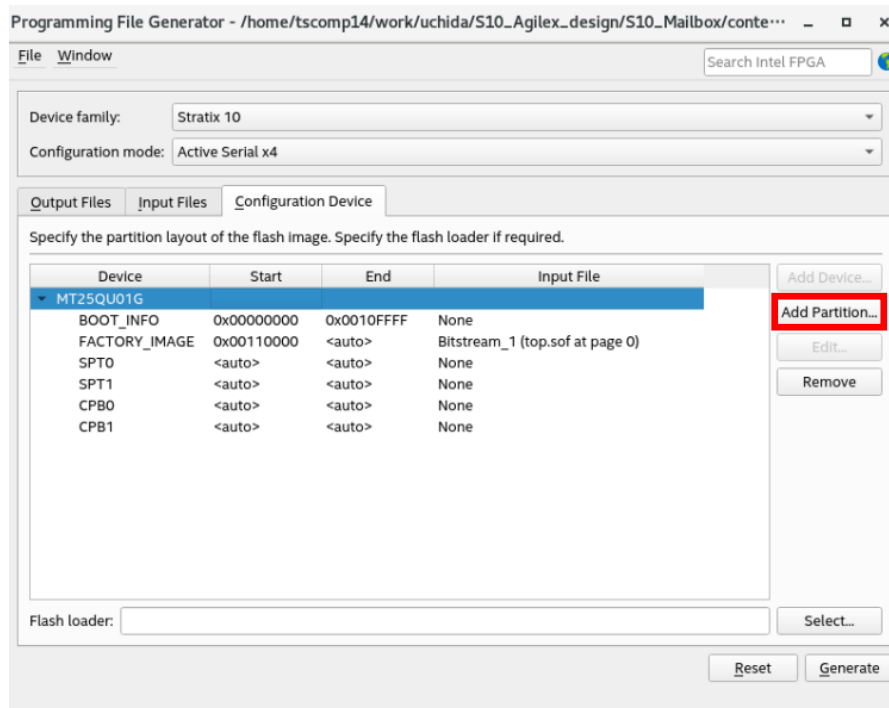 Programming File Generator - /home/tscomp14/work/uchida/S10_Agilex_design/S10_Mailbox/conte···
File Window
Search Intel FPGA
Device family: Stratix 10
Configuration mode: Active Serial x4
Output Files Input Files Configuration Device
Specify the partition layout of the flash image. Specify the flash loader if required.
Device Start End Input File
Add Device...
MT25QU01G
Add Partition...
BOOT_INFO 0x00000000 0x0010FFFF None
FACTORY_IMAGE 0x00110000 <auto> Bitstream_1 (top.sof at page 0)
Edit...
SPT0 <auto> <auto> None
SPT1 <auto> <auto> None
Remove
CPB0 <auto> <auto> None
CPB1 <auto> <auto> None
Flash loader:
Select...
Reset Generate